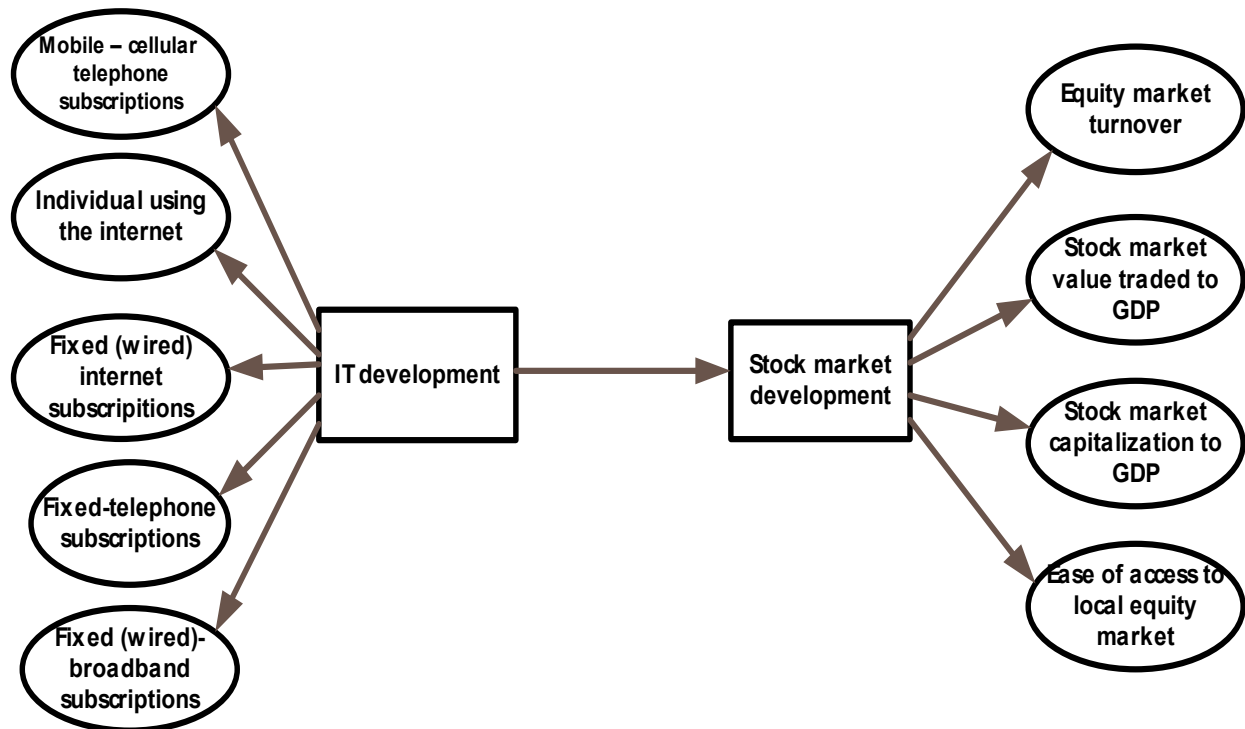 Mobile – cellular
telephone
subscriptions
Individual using
the internet
Fixed (wired)
internet
subscripitions
Fixed-telephone
subscriptions
Fixed (wired)-
broadband
subscriptions
IT development
Stock market
development
Equity market
turnover
Stock market
value traded to
GDP
Stock market
capitalization to
GDP
Ease of access to
local equity
market